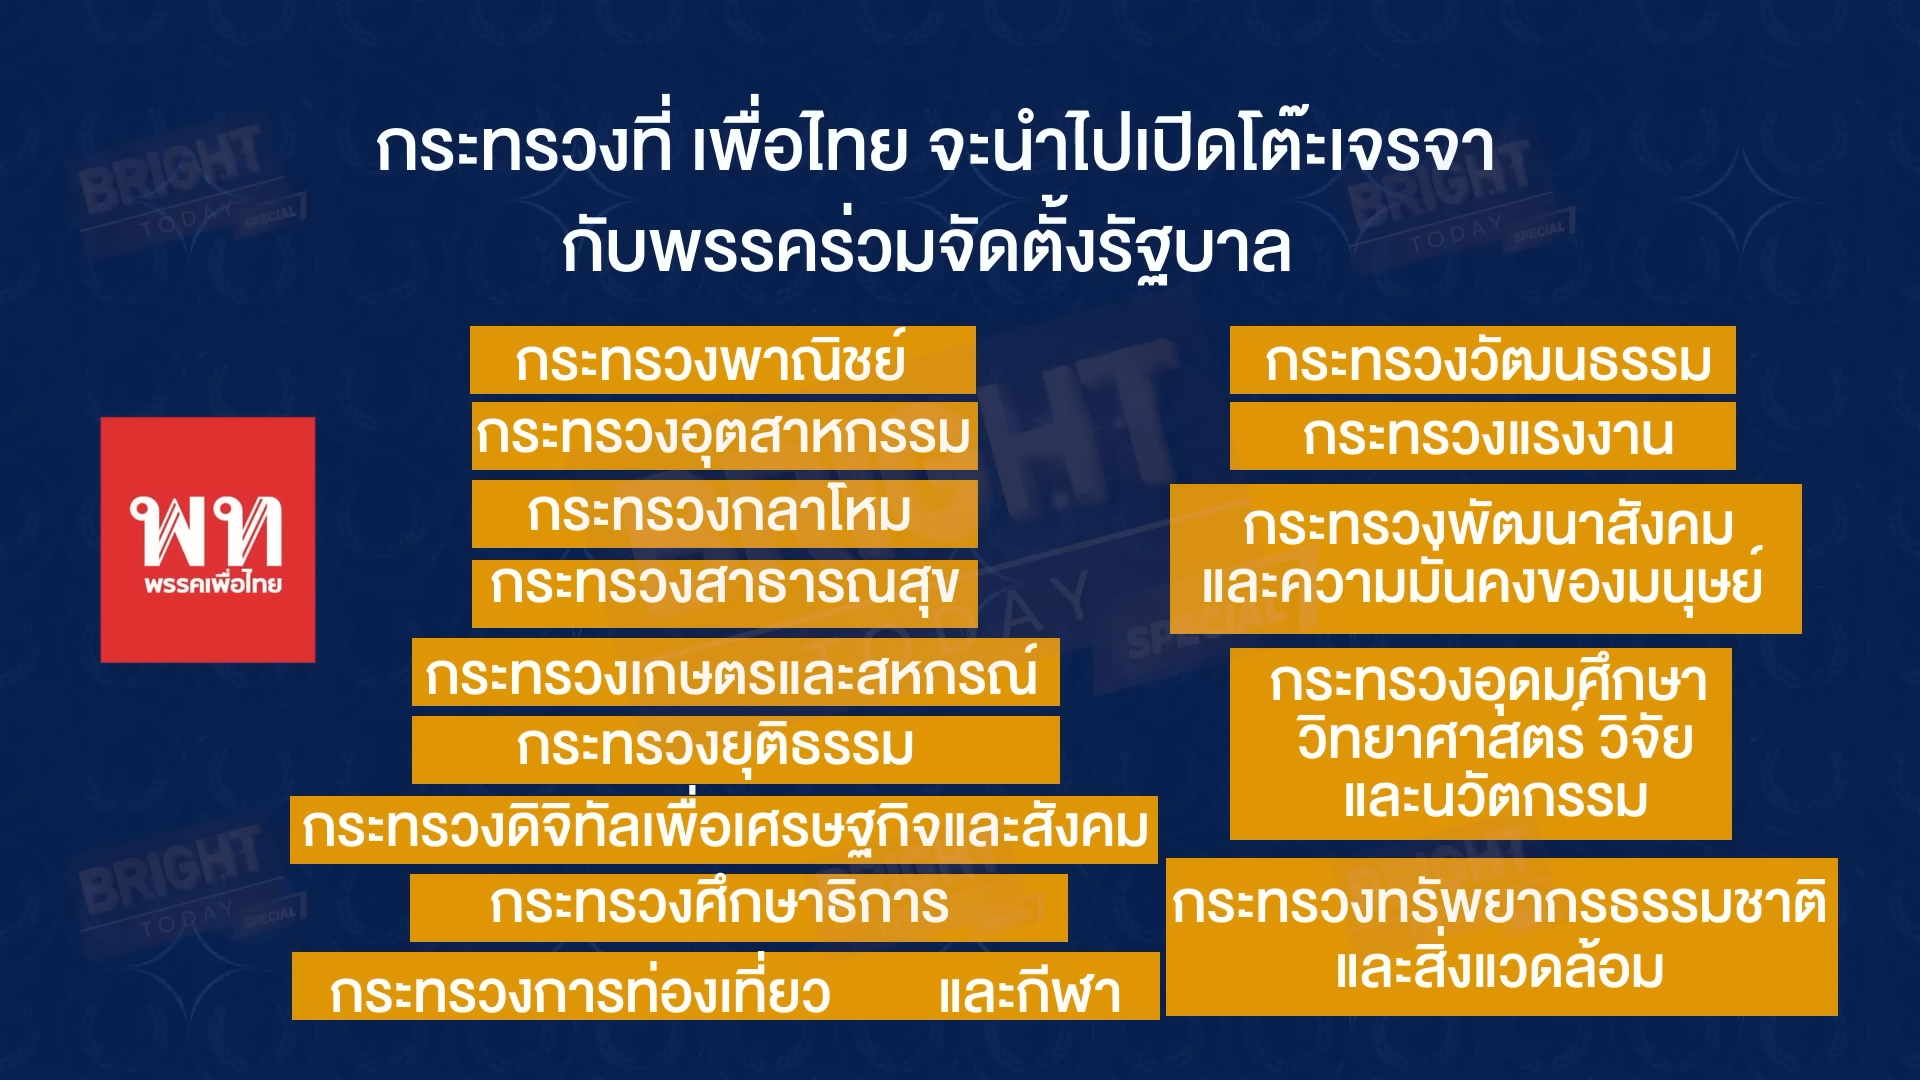 กระทรวงที่ เพื่อไทย จะนำไปเปิดโต๊ะเจรจา
กับพรรคร่วมจัดตั้งรัฐบาล
พท
พรรคเพื่อไทย
กระทรวงพาณิชย์
กระทรวงอุตสาหกรรม
กระทรวงกลาโหม
กระทรวงสาธารณสุข
กระทรวงเกษตรและสหกรณ์
กระทรวงยุติธรรม
กระทรวงดิจิทัลเพื่อเศรษฐกิจและสังคม
กระทรวงศึกษาธิการ
กระทรวงการท่องเที่ยว และกีฬา
กระทรวงวัฒนธรรม
กระทรวงแรงงาน
กระทรวงพัฒนาสังคม
และความมั่นคงของมนุษย์
กระทรวงอุดมศึกษา
วิทยาศาสตร์ วิจัย
และนวัตกรรม
กระทรวงทรัพยากรธรรมชาติ
และสิ่งแวดล้อม
BRIGHT
TODAY
SPECIAL
BRIGHT
TODAY
SPECIAL
BRIGHT
TODAY
SPECIAL
BRIGHT
TODAY
SPECIAL